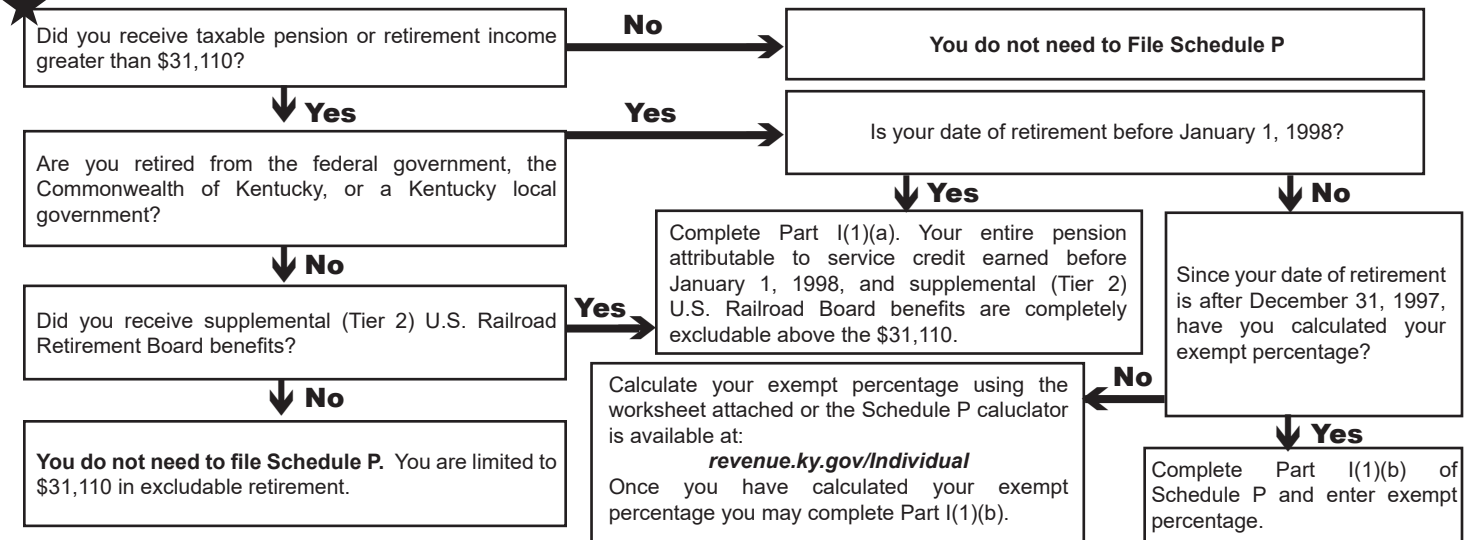 Did you receive taxable pension or retirement income
greater than $31,110?
No
You do not need to File Schedule P
Yes
Are you retired from the federal government, the
Commonwealth of Kentucky, or a Kentucky local
government?
Yes
Is your date of retirement before January 1, 1998?
Yes
No
Complete Part I(1)(a). Your entire pension
attributable to service credit earned before
January 1, 1998, and supplemental (Tier 2)
U.S. Railroad Board benefits are completely
excludable above the $31,110.
Since your date of retirement
is after December 31, 1997,
have you calculated your
exempt percentage?
No
Did you receive supplemental (Tier 2) U.S. Railroad
Retirement Board benefits?
Yes
No
You do not need to file Schedule P. You are limited to
$31,110 in excludable retirement.
No
Calculate your exempt percentage using the
worksheet attached or the Schedule P caluclator
is available at:
revenue.ky.gov/Individual
Once you have calculated your exempt
percentage you may complete Part I(1)(b).
Yes
Complete Part I(1)(b) of
Schedule P and enter exempt
percentage.